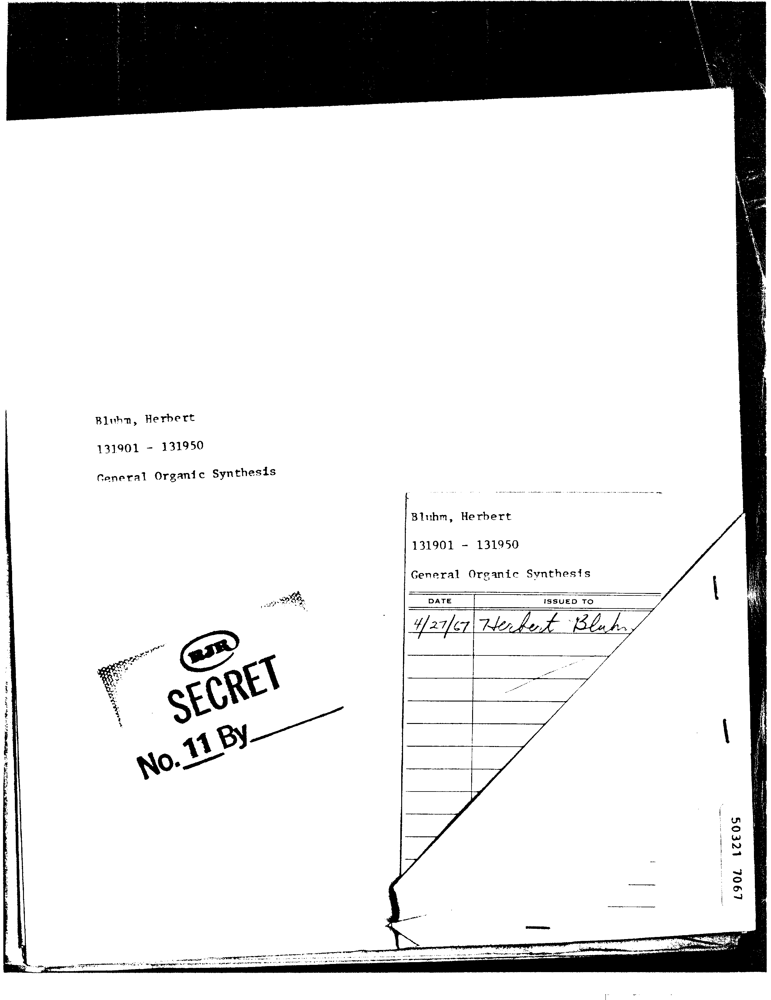 Bluhm, Herbert
131901 - 131950
General Organic Synthesis
Bluhm, Herbert
131901 - 131950
General Organic Synthesis
DATE ISSUED TO
4/27/67 Herbert Bluhm
RJR
SECRET
No. 11 By
50321 7067